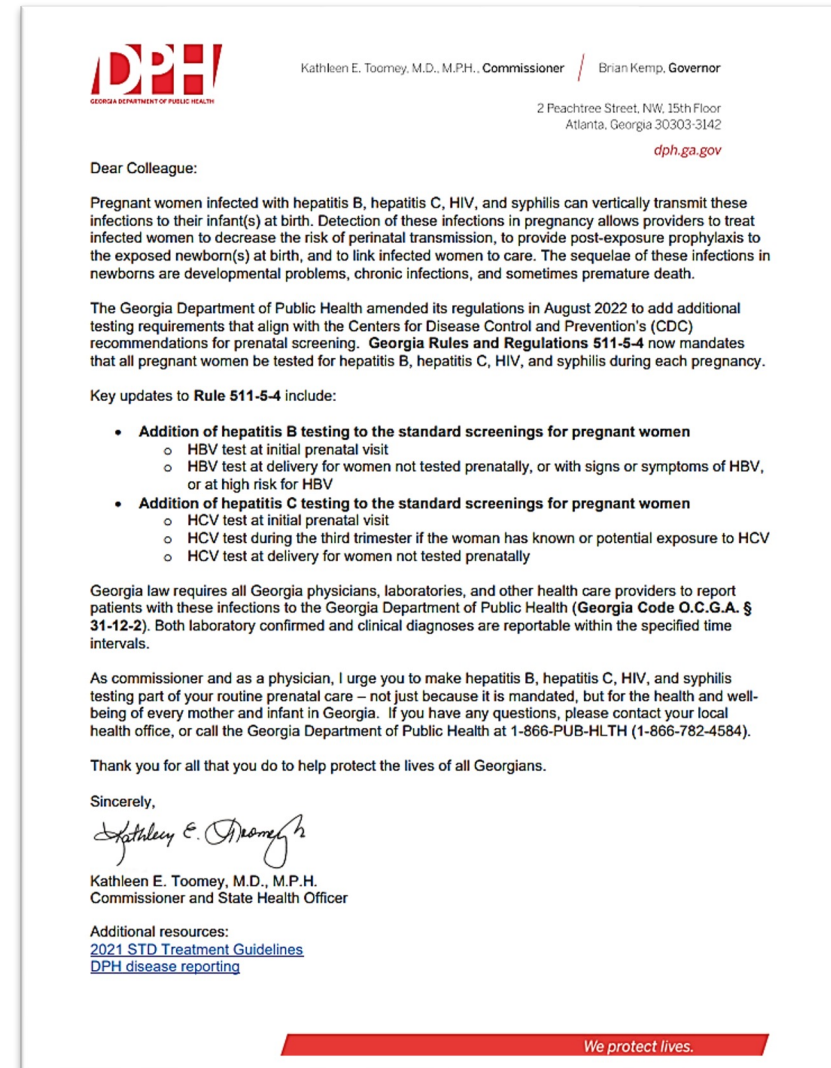 DPH
GEORGIA DEPARTMENT OF PUBLIC HEALTH
Kathleen E. Toomey, M.D., M.P.H., Commissioner / Brian Kemp, Governor
2 Peachtree Street, NW, 15th Floor
Atlanta, Georgia 30303-3142
dph.ga.gov
Dear Colleague:
Pregnant women infected with hepatitis B, hepatitis C, HIV, and syphilis can vertically transmit these
infections to their infant(s) at birth. Detection of these infections in pregnancy allows providers to treat
infected women to decrease the risk of perinatal transmission, to provide post-exposure prophylaxis to
the exposed newborn(s) at birth, and to link infected women to care. The sequelae of these infections in
newborns are developmental problems, chronic infections, and sometimes premature death.
The Georgia Department of Public Health amended its regulations in August 2022 to add additional
testing requirements that align with the Centers for Disease Control and Prevention's (CDC)
recommendations for prenatal screening. Georgia Rules and Regulations 511-5-4 now mandates
that all pregnant women be tested for hepatitis B, hepatitis C, HIV, and syphilis during each pregnancy.
Key updates to Rule 511-5-4 include:
• Addition of hepatitis B testing to the standard screenings for pregnant women
o HBV test at initial prenatal visit
o HBV test at delivery for women not tested prenatally, or with signs or symptoms of HBV,
or at high risk for HBV
• Addition of hepatitis C testing to the standard screenings for pregnant women
o HCV test at initial prenatal visit
o HCV test during the third trimester if the woman has known or potential exposure to HCV
o HCV test at delivery for women not tested prenatally
Georgia law requires all Georgia physicians, laboratories, and other health care providers to report
patients with these infections to the Georgia Department of Public Health (Georgia Code O.C.G.A. §
31-12-2). Both laboratory confirmed and clinical diagnoses are reportable within the specified time
intervals.
As commissioner and as a physician, I urge you to make hepatitis B, hepatitis C, HIV, and syphilis
testing part of your routine prenatal care – not just because it is mandated, but for the health and well-
being of every mother and infant in Georgia. If you have any questions, please contact your local
health office, or call the Georgia Department of Public Health at 1-866-PUB-HLTH (1-866-782-4584).
Thank you for all that you do to help protect the lives of all Georgians.
Sincerely,
Kathleen E. Toomey
Kathleen E. Toomey, M.D., M.P.H.
Commissioner and State Health Officer
Additional resources:
2021 STD Treatment Guidelines
DPH disease reporting
We protect lives.